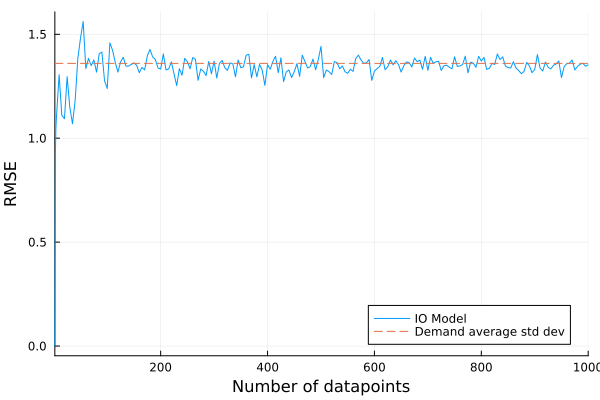 1.5
1.0
0.5
0.0
RMSE
IO Model
Demand average std dev
200 400 600 800 1000
Number of datapoints